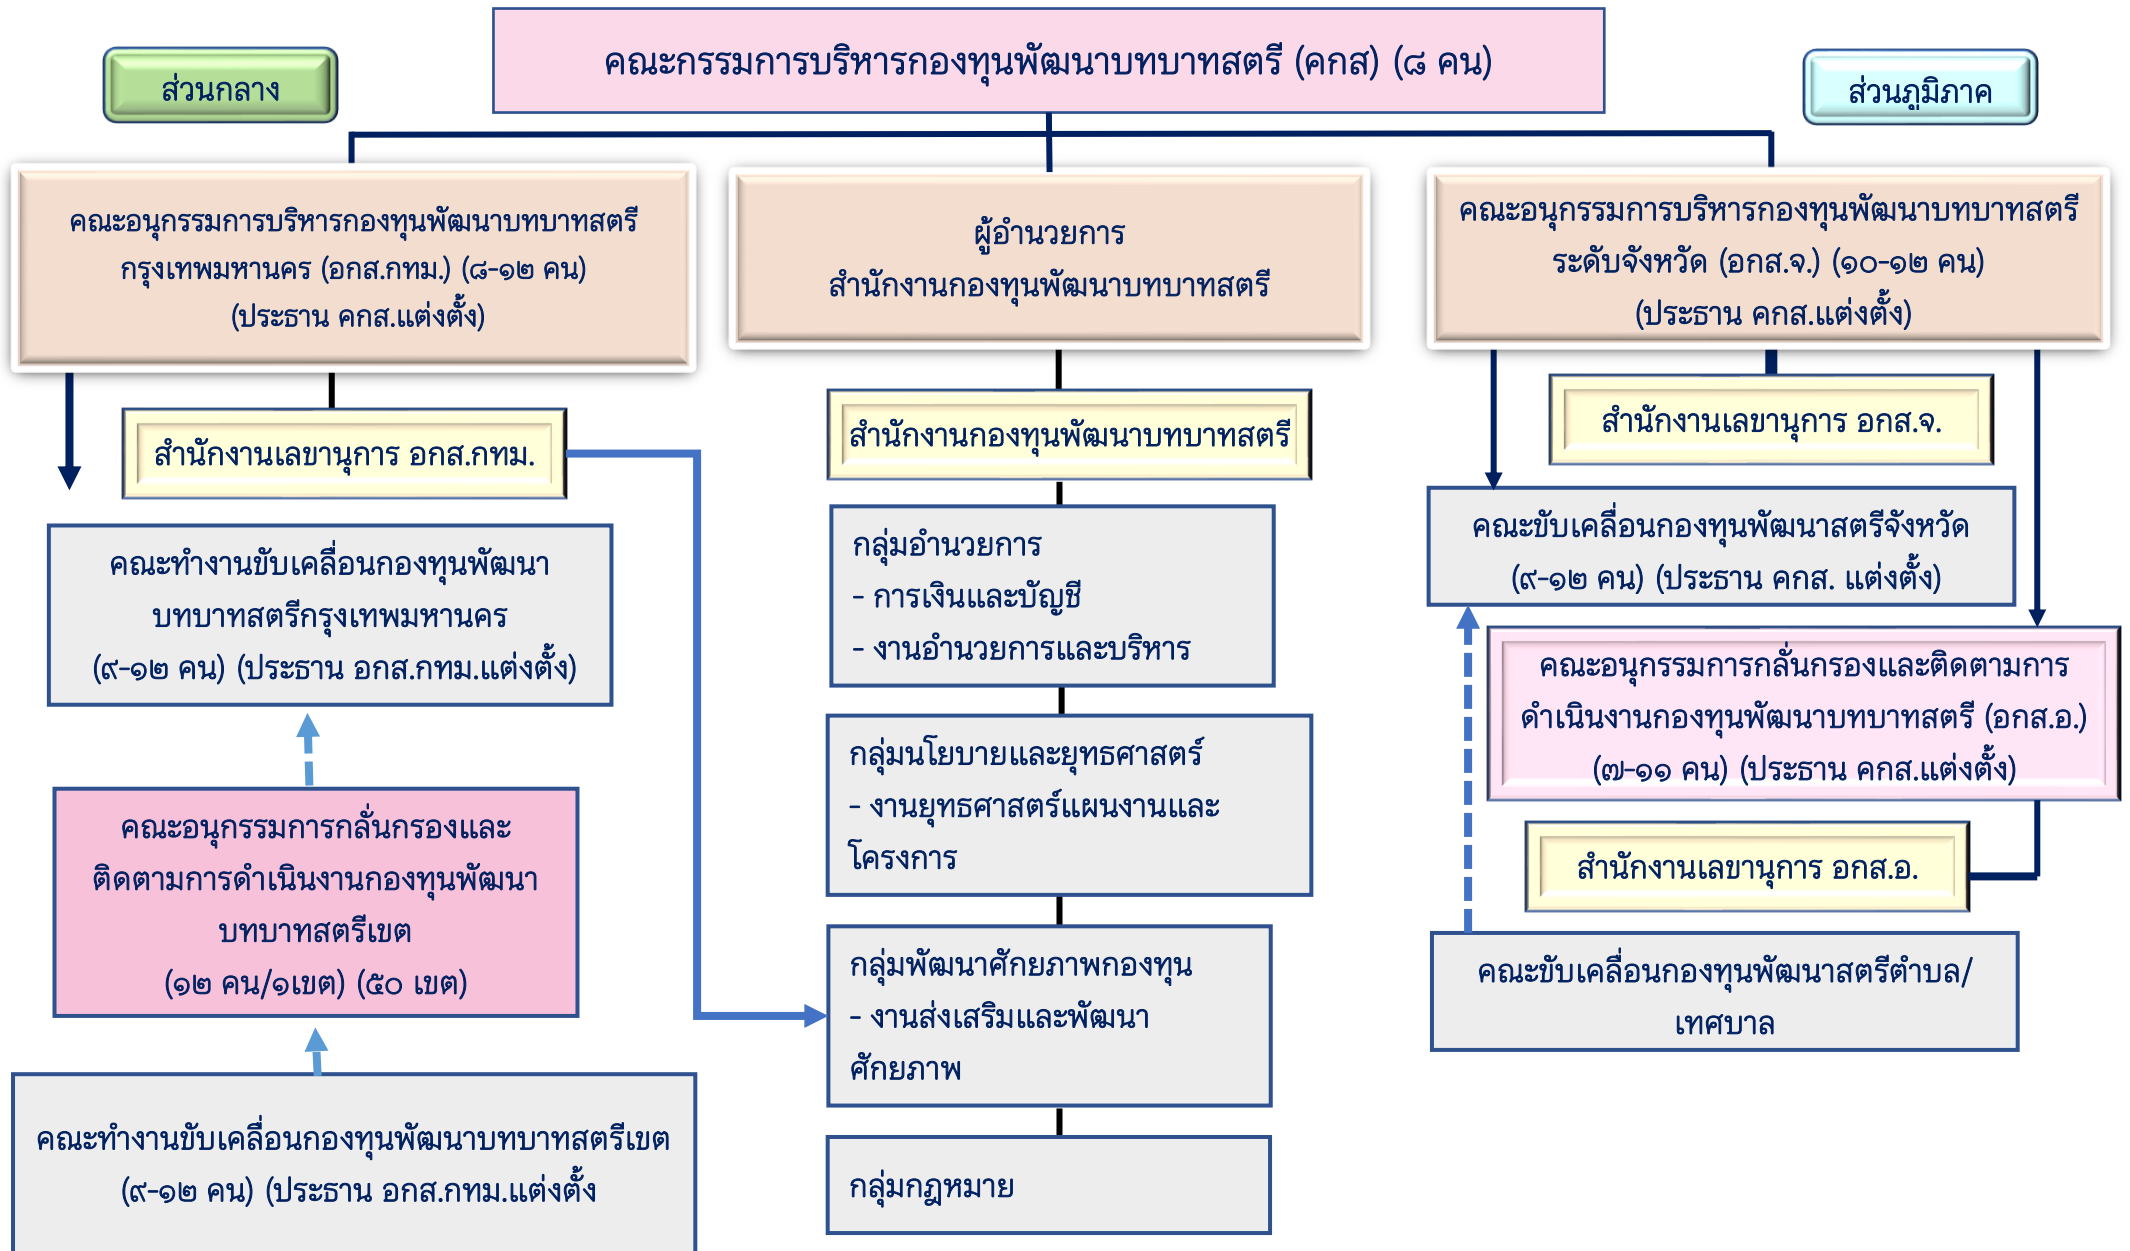 คณะกรรมการบริหารกองทุนพัฒนาบทบาทสตรี (คกส) (๘ คน)
ส่วนกลาง
ส่วนภูมิภาค
คณะอนุกรรมการบริหารกองทุนพัฒนาบทบาทสตรี
กรุงเทพมหานคร (อกส.กทม.) (๘-๑๒ คน)
(ประธาน คกส.แต่งตั้ง)
สำนักงานเลขานุการ อกส.กทม.
คณะทำงานขับเคลื่อนกองทุนพัฒนา
บทบาทสตรีกรุงเทพมหานคร
(๙-๑๒ คน) (ประธาน อกส.กทม.แต่งตั้ง)
คณะอนุกรรมการกลั่นกรองและ
ติดตามการดำเนินงานกองทุนพัฒนา
บทบาทสตรีเขต
(๑๒ คน/๑เขต) (๕๐ เขต)
คณะทำงานขับเคลื่อนกองทุนพัฒนาบทบาทสตรีเขต
(๙-๑๒ คน) (ประธาน อกส.กทม.แต่งตั้ง
ผู้อำนวยการ
สำนักงานกองทุนพัฒนาบทบาทสตรี
สำนักงานกองทุนพัฒนาบทบาทสตรี
กลุ่มอำนวยการ
- การเงินและบัญชี
- งานอำนวยการและบริหาร
กลุ่มนโยบายและยุทธศาสตร์
- งานยุทธศาสตร์แผนงานและ
โครงการ
กลุ่มพัฒนาศักยภาพกองทุน
- งานส่งเสริมและพัฒนา
ศักยภาพ
กลุ่มกฎหมาย
คณะอนุกรรมการบริหารกองทุนพัฒนาบทบาทสตรี
ระดับจังหวัด (อกส.จ.) (๑๐-๑๒ คน)
(ประธาน คกส.แต่งตั้ง)
สำนักงานเลขานุการ อกส.จ.
คณะขับเคลื่อนกองทุนพัฒนาสตรีจังหวัด
(๙-๑๒ คน) (ประธาน คกส. แต่งตั้ง)
คณะอนุกรรมการกลั่นกรองและติดตามการ
ดำเนินงานกองทุนพัฒนาบทบาทสตรี (อกส.อ.)
(๗-๑๑ คน) (ประธาน คกส.แต่งตั้ง)
สำนักงานเลขานุการ อกส.อ.
คณะขับเคลื่อนกองทุนพัฒนาสตรีตำบล/
เทศบาล